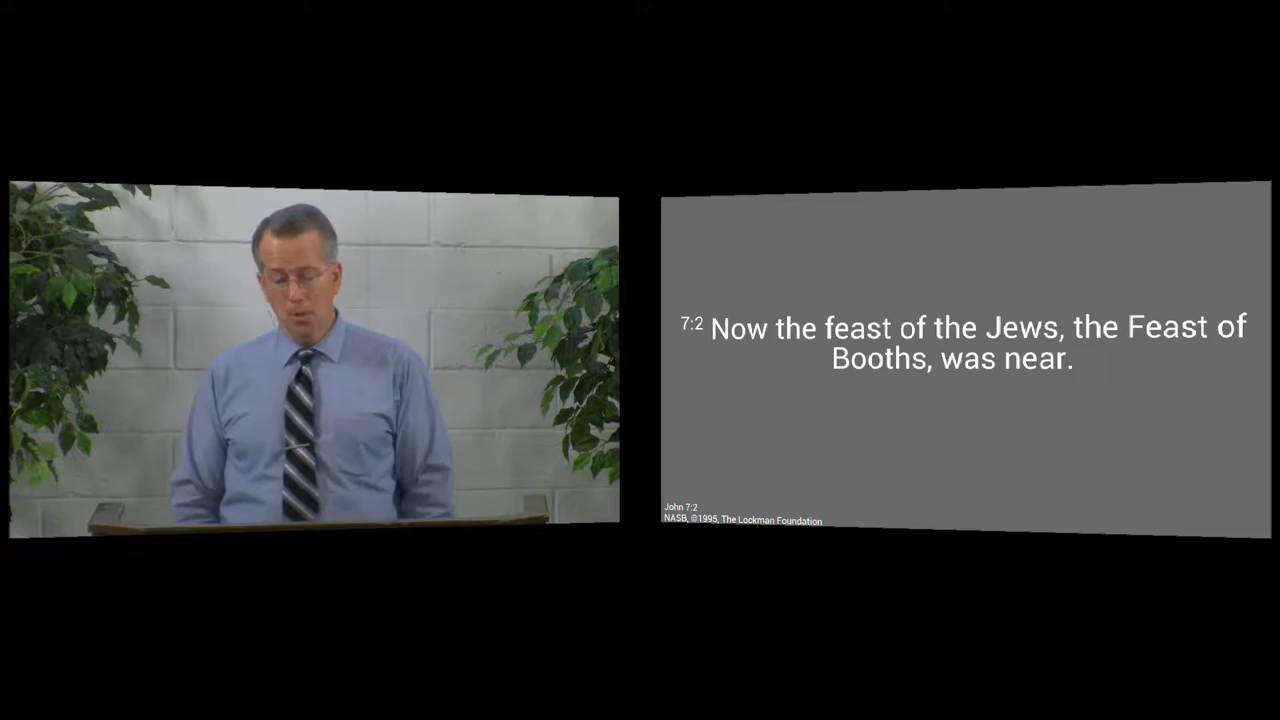 7:2 Now the feast of the Jews, the Feast of
Booths, was near.
John 7:2
NASB, ©1995, The Lockman Foundation